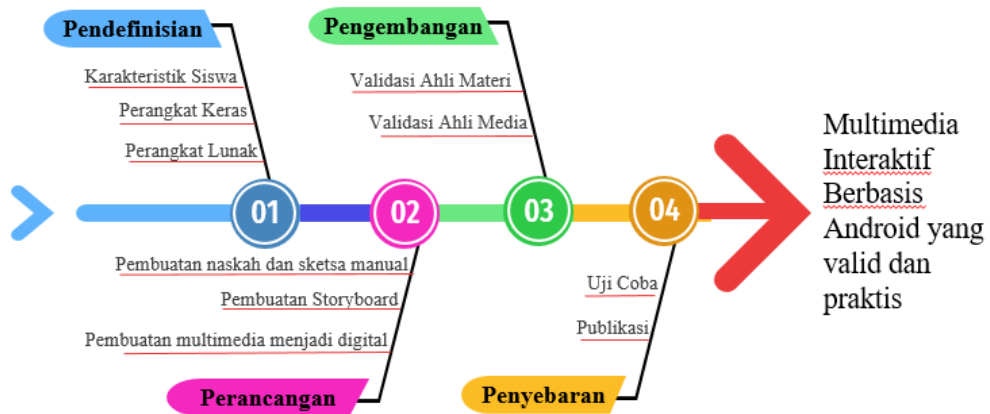 Pendefinisian
Karakteristik Siswa
Perangkat Keras
Perangkat Lunak
Pengembangan
Validasi Ahli Materi
Validasi Ahli Media
01
02
03
04
Pembuatan naskah dan sketsa manual
Pembuatan Storyboard
Pembuatan multimedia menjadi digital
Perancangan
Uji Coba
Publikasi
Penyebaran
Multimedia
Interaktif
Berbasis
Android yang
valid dan
praktis